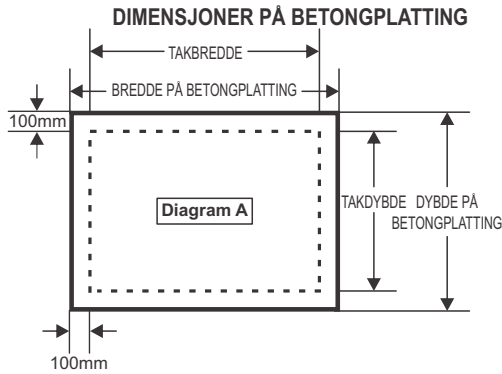 DIMENSJONER PÅ BETONGPLATTING
TAKBREDDE
BREDDE PÅ BETONGPLATTING
100mm
Diagram A
TAKDYBDE
DYBDE PÅ
BETONGPLATTING
100mm